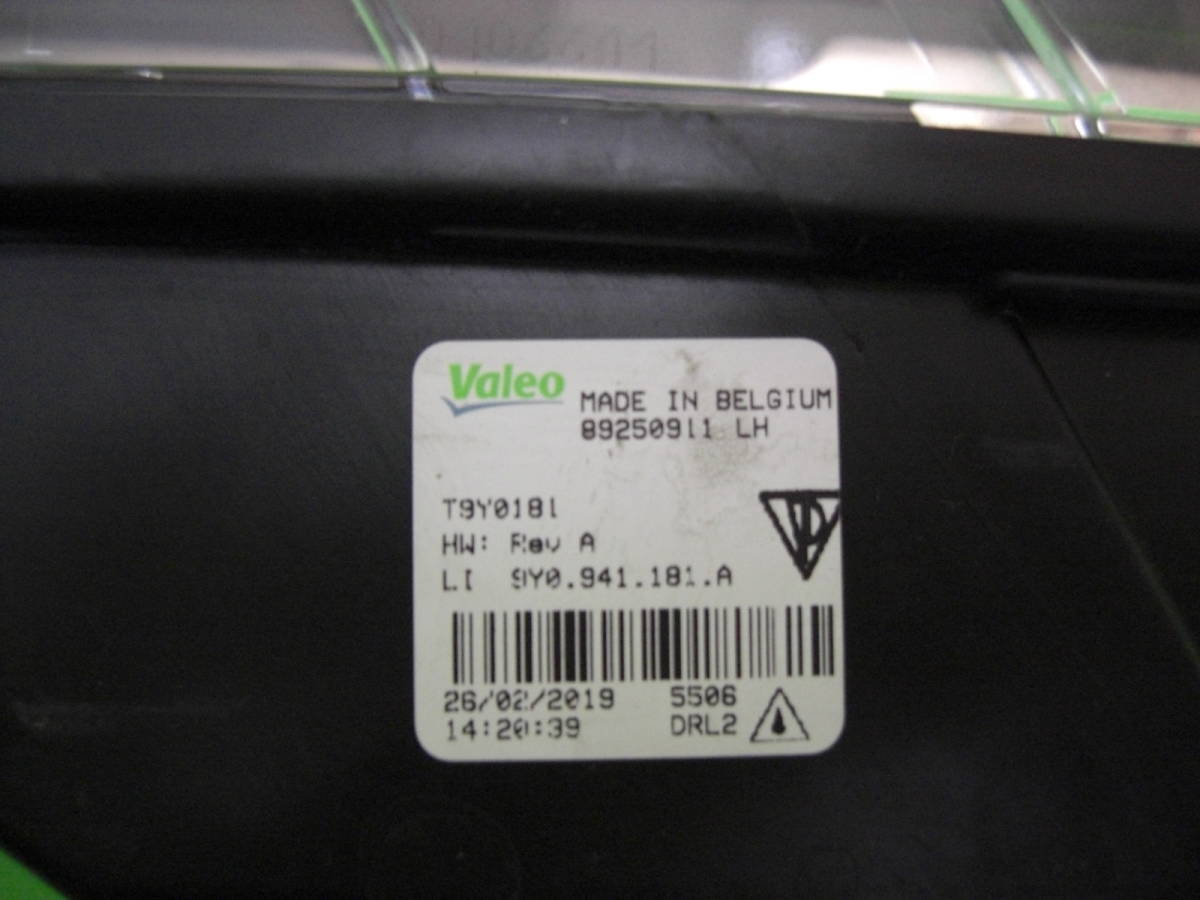 Valeo
MADE IN BELGIUM
89250911 LH
T9Y0181
HW: Rev A
LI 9Y0.941.181.A
26/02/2019 5506
14:20:39 DRL2